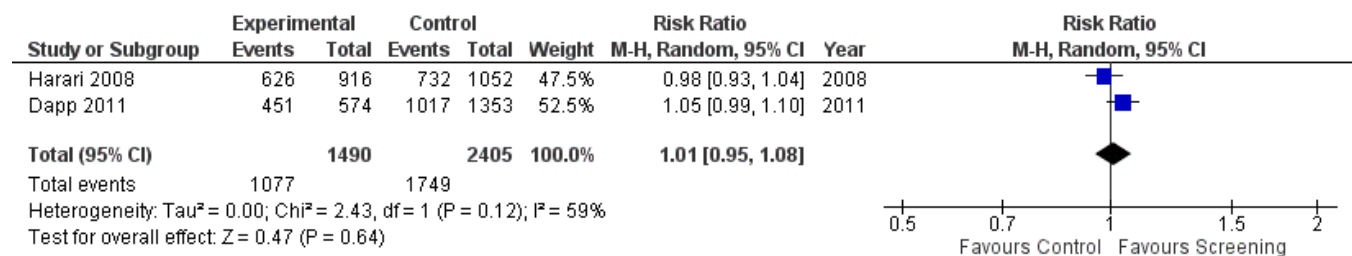 Experimental Control Risk Ratio Risk Ratio
Study or Subgroup Events Total Events Total Weight M-H, Random, 95% CI Year M-H, Random, 95% CI
Harari 2008 626 916 732 1052 47.5% 0.98 [0.93, 1.04] 2008
Dapp 2011 451 574 1017 1353 52.5% 1.05 [0.99, 1.10] 2011
Total (95% CI) 1490 2405 100.0% 1.01 [0.95, 1.08]
Total events 1077 1749
Heterogeneity: Tau² = 0.00; Chi² = 2.43, df = 1 (P = 0.12); I² = 59%
Test for overall effect: Z = 0.47 (P = 0.64)
0.5 0.7 1 1.5 2
Favours Control Favours Screening